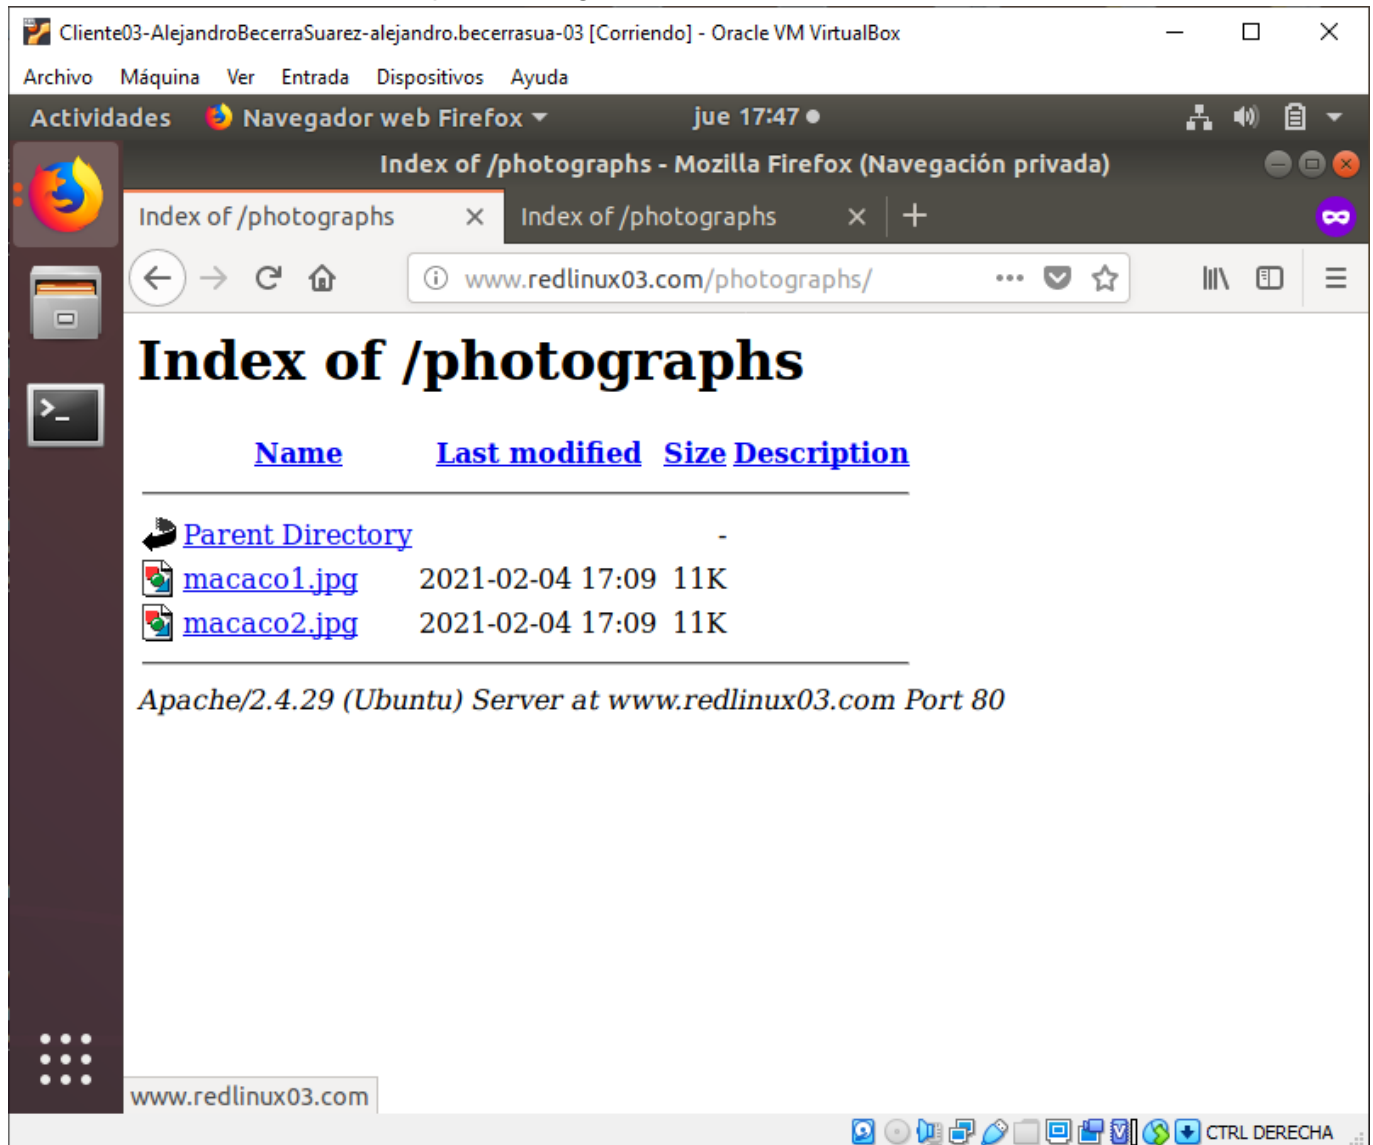 Cliente03-AlejandroBecerraSuarez-alejandro.becerrasua-03 [Corriendo] - Oracle VM VirtualBox
Archivo Máquina Ver Entrada Dispositivos Ayuda
Actividades Navegador web Firefox jue 17:47
Index of /photographs - Mozilla Firefox (Navegación privada)
Index of /photographs Index of /photographs
www.redlinux03.com/photographs/
Index of /photographs
Name Last modified Size Description
Parent Directory -
macaco1.jpg 2021-02-04 17:09 11K
macaco2.jpg 2021-02-04 17:09 11K
Apache/2.4.29 (Ubuntu) Server at www.redlinux03.com Port 80
www.redlinux03.com
CTRL DERECHA